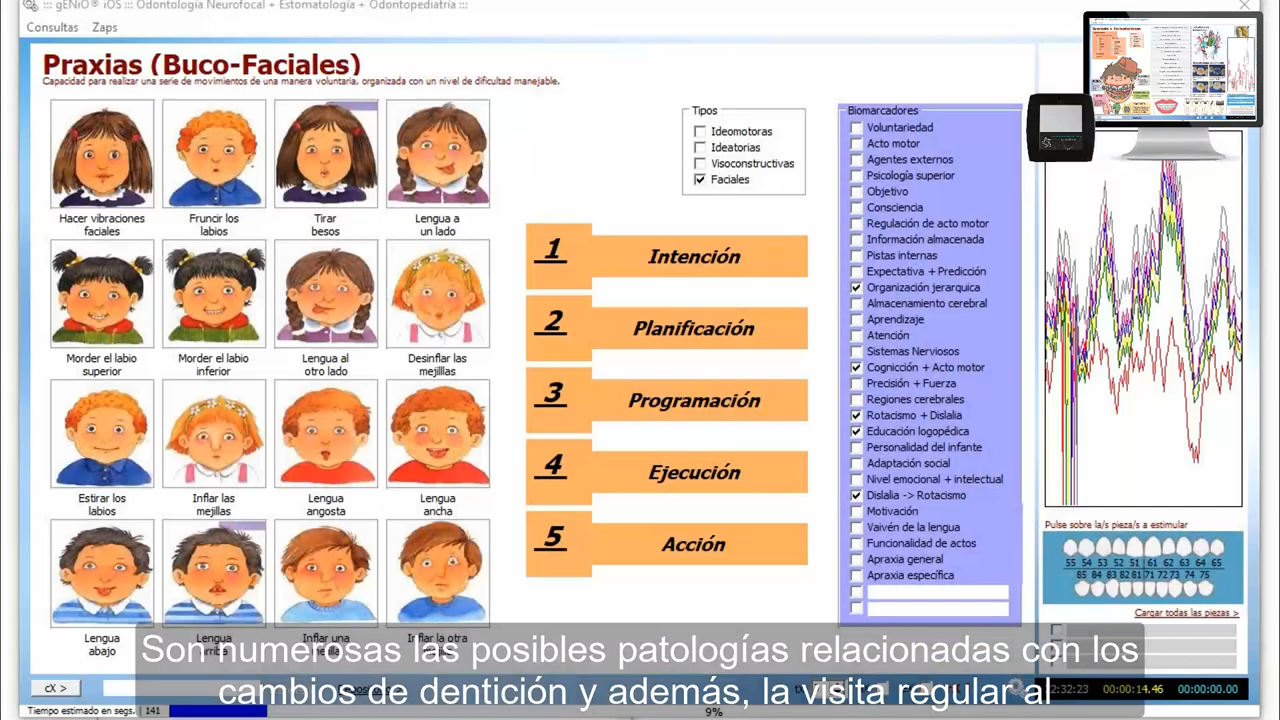 ::: gENiO iOS ::: Odontología Neurofocal + Estomatología + Odontopediatría :::
Consultas Zaps
Praxias (Buco-Faciales)
Capacidad para realizar una serie de movimientos de una manera voluntaria, organizada con un nivel manejable.
Hacer vibraciones
faciales
Fruncir los
labios
Tirar
besos
Lengua a
un lado
Morder el labio
superior
Morder el labio
inferior
Lengua al
otro lado
Desinflar las
mejilllas
Estirar los
labios
Inflar las
mejillas
Lengua
angosta
Lengua
ancha
Lengua
abajo
Lengua
Inflar una
Inflar la otra
1 Intención
2 Planificación
3 Programación
4 Ejecución
5 Acción
Tipos
Ideomotoras
Ideatorias
Visoconstructivas
Faciales
Biomarcadores
Voluntariedad
Acto motor
Agentes externos
Psicología superior
Objetivo
Consciencia
Regulación de acto motor
Información almacenada
Pistas internas
Expectativa + Predicción
Organización jerarquica
Almacenamiento cerebral
Aprendizaje
Atención
Sistemas Nerviosos
Cognicción + Acto motor
Precisión + Fuerza
Regiones cerebrales
Rotacismo + Dislalia
Educación logopédica
Personalidad del infante
Adaptación social
Nivel emocional + intelectual
Dislalia -> Rotacismo
Motivación
Vaivén de la lengua
Funcionalidad de actos
Apraxia general
Apraxia específica
Pulse sobre la/s pieza/s a estimular
55 54 53 52 51 61 62 63 64 65
85 84 83 82 81 71 72 73 74 75
Cargar todas las piezas >
Son numerosas las posibles patologías relacionadas con los
cambios de dantición y además, la visita regular al
cX >
:32:23 00:00:14.46 00:00:00.00
Tiempo estimado en segs. 141
9%